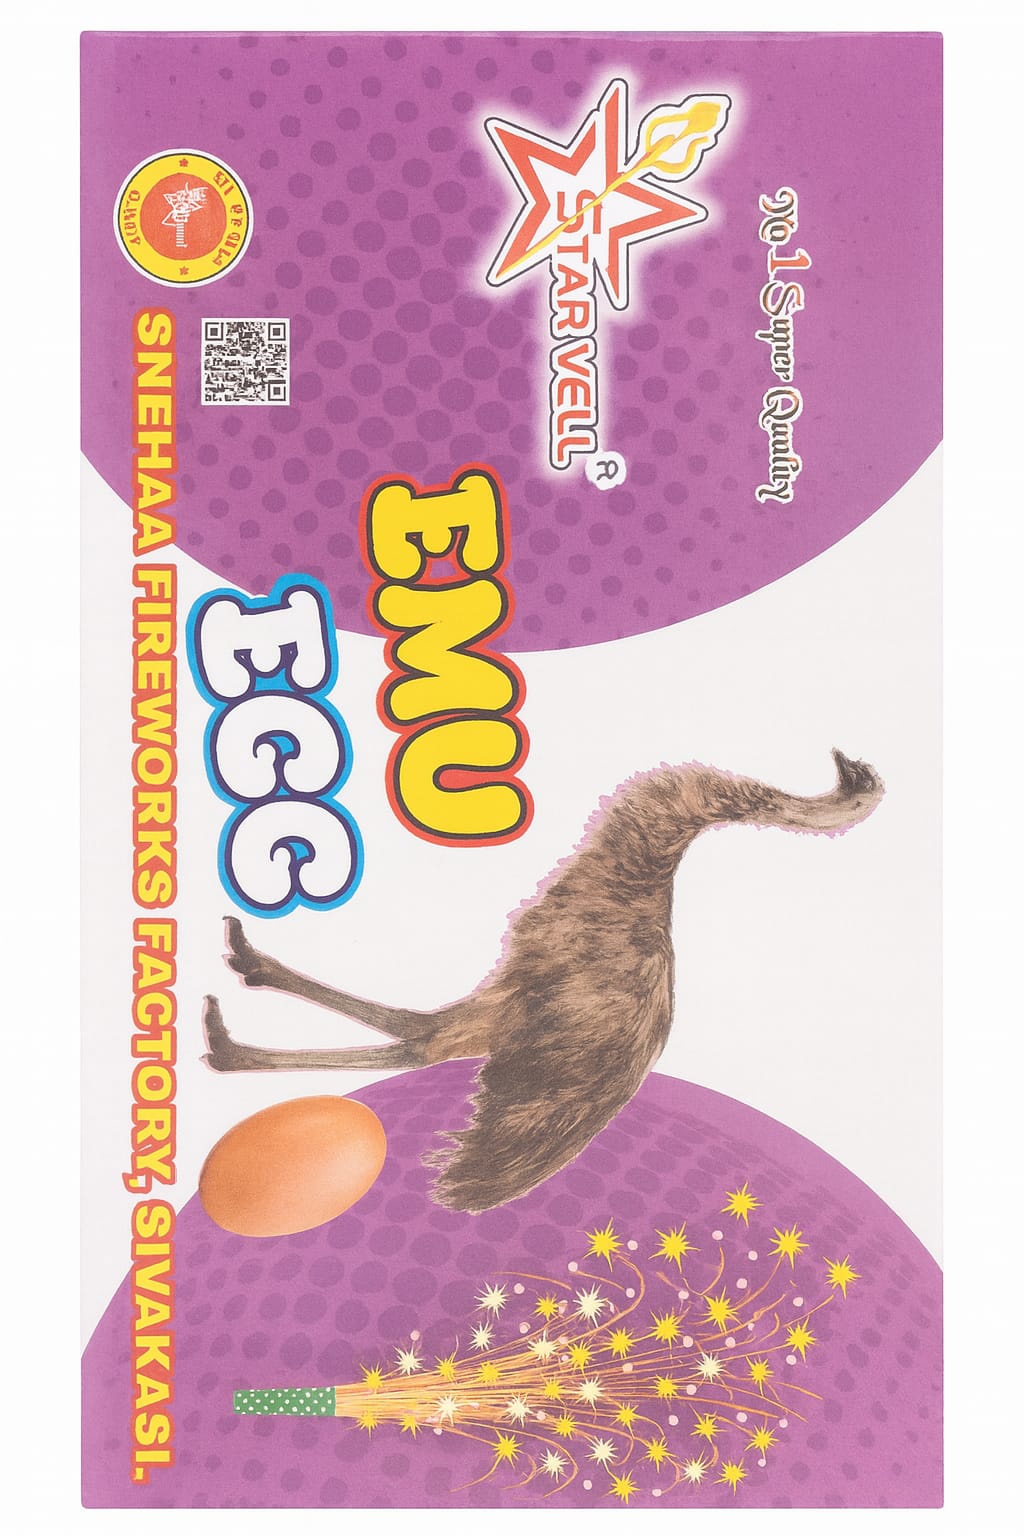 No 1 Super Quality
STARVELL®
EMU
EGG
SNEHAA FIREWORKS FACTORY, SIVAKASI.